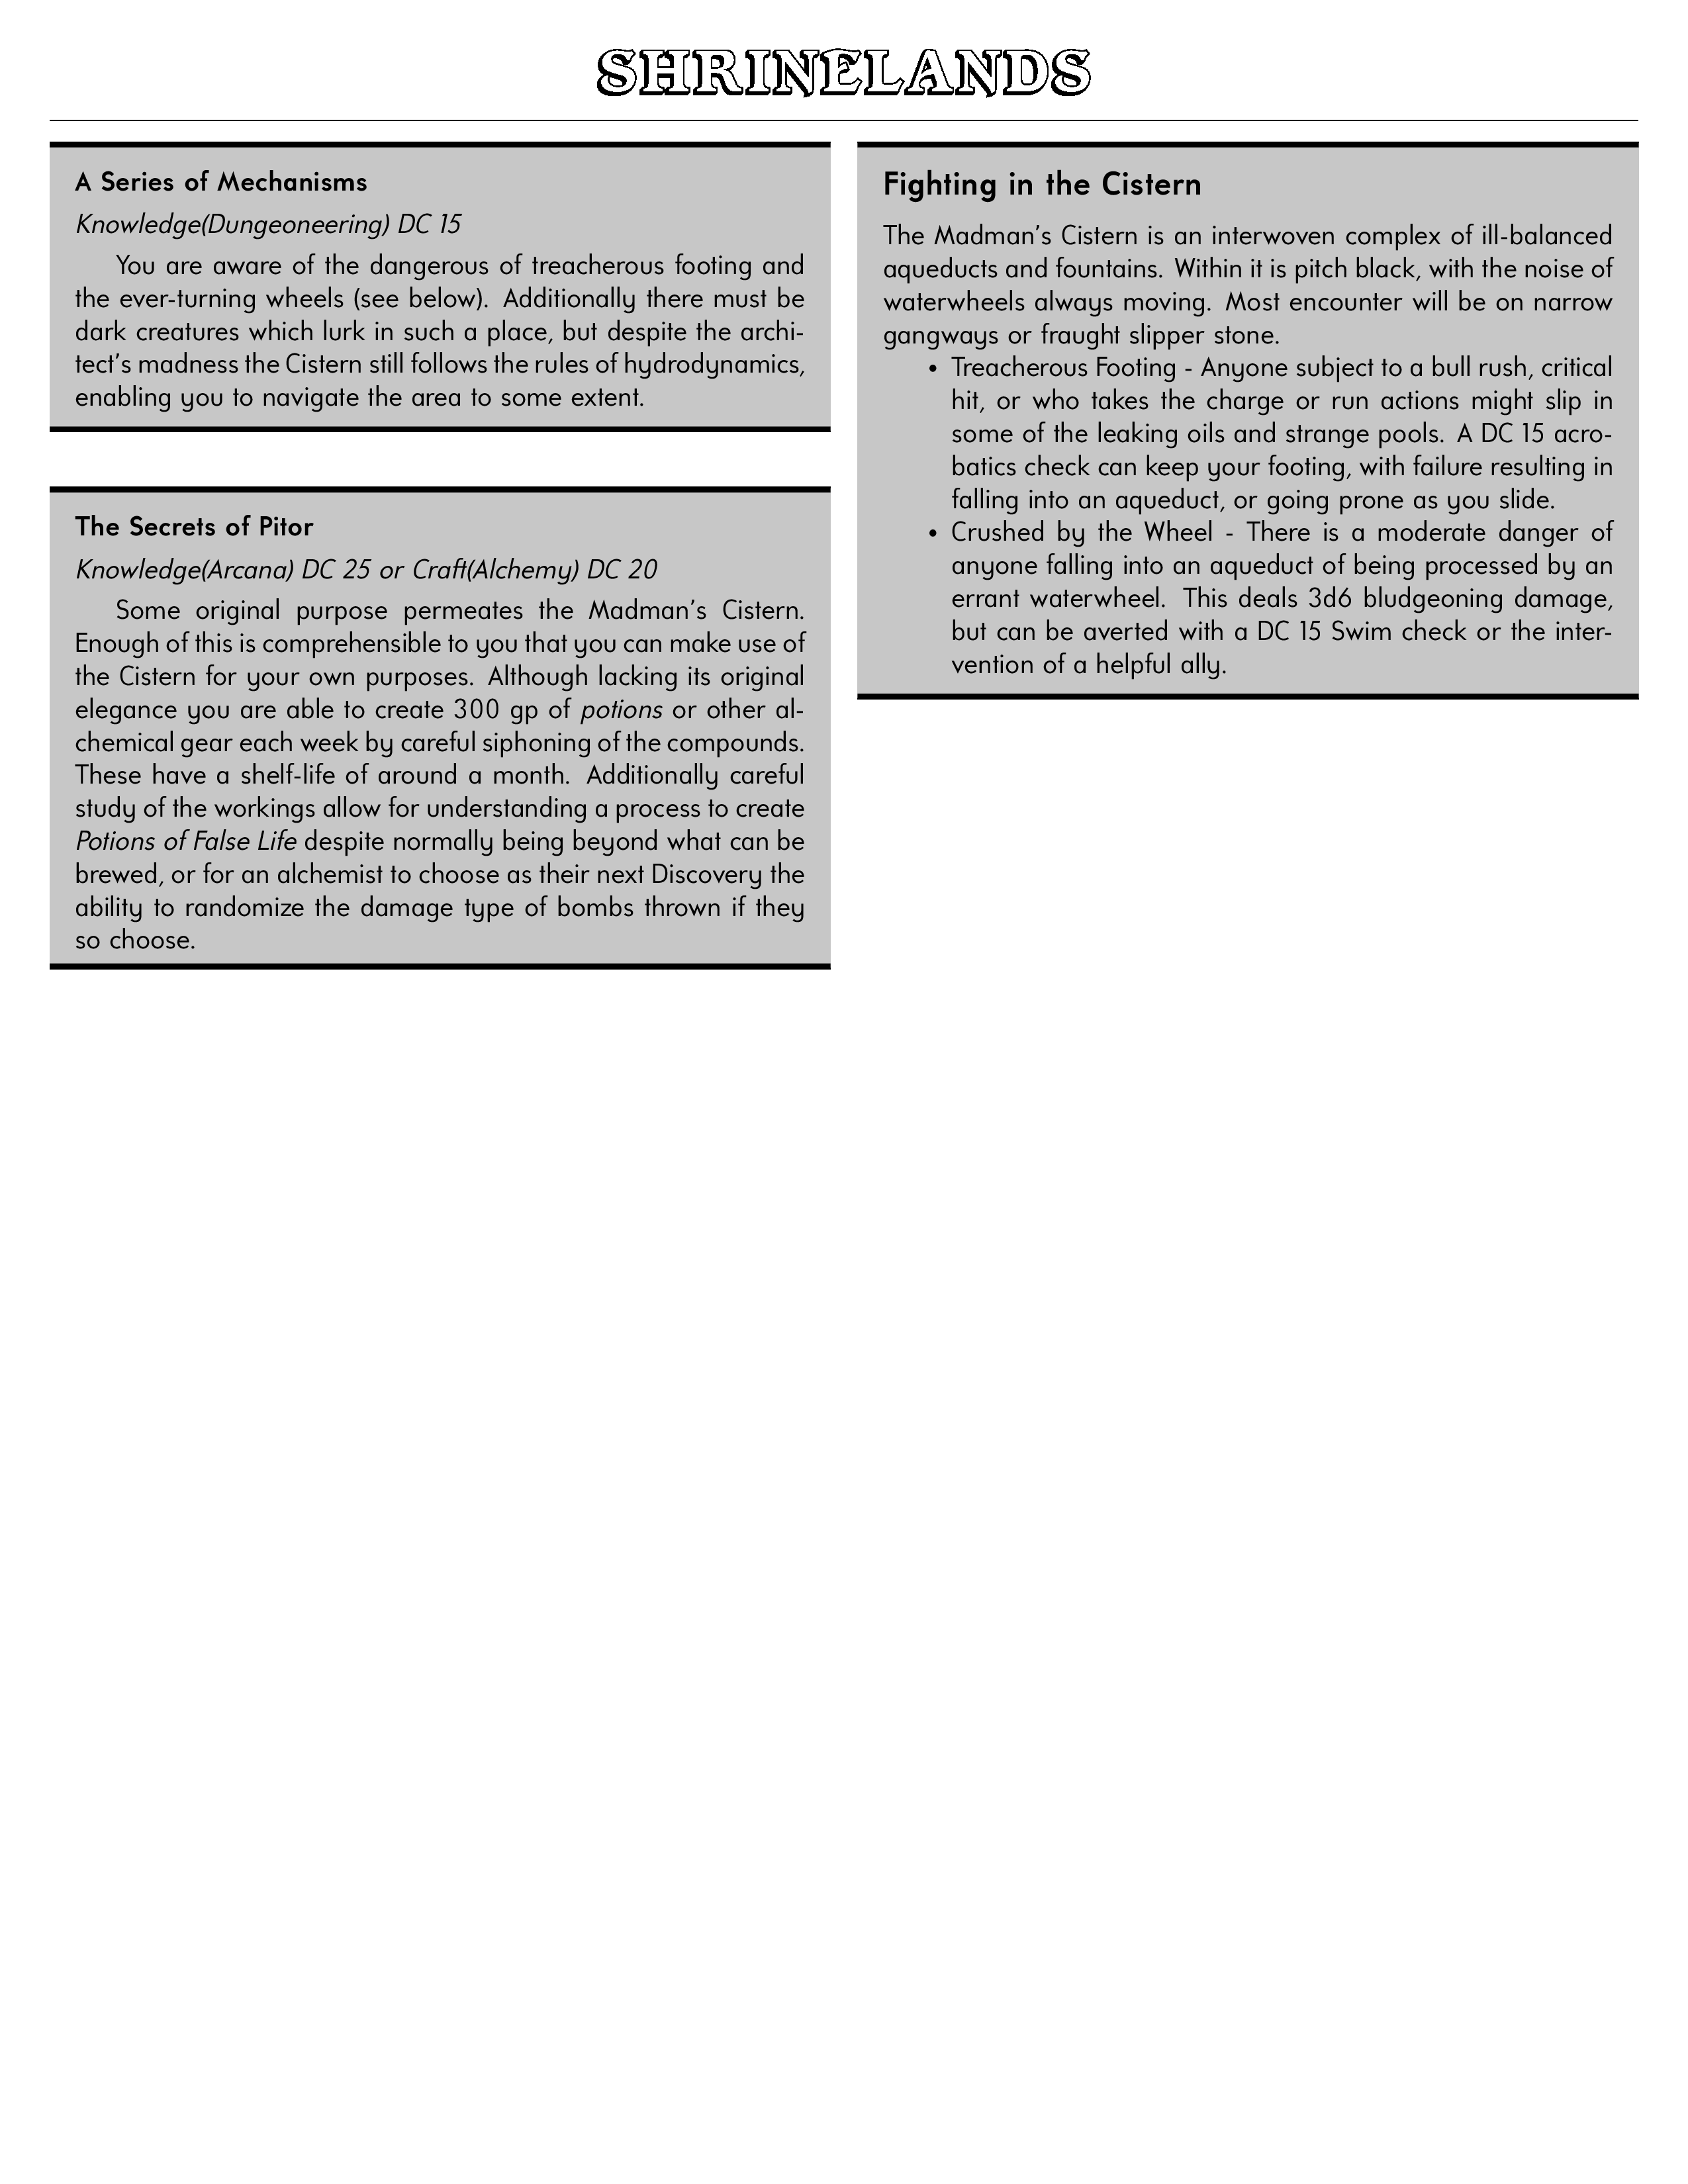 SHRINELANDS
A Series of Mechanisms
Knowledge(Dungeoneering) DC 15
You are aware of the dangerous of treacherous footing and
the ever-turning wheels (see below). Additionally there must be
dark creatures which lurk in such a place, but despite the archi-
tect's madness the Cistern still follows the rules of hydrodynamics,
enabling you to navigate the area to some extent.
The Secrets of Pitor
Knowledge(Arcana) DC 25 or Craft(Alchemy) DC 20
Some original purpose permeates the Madman's Cistern.
Enough of this is comprehensible to you that you can make use of
the Cistern for your own purposes. Although lacking its original
elegance you are able to create 300 gp of potions or other al-
chemical gear each week by careful siphoning of the compounds.
These have a shelf-life of around a month. Additionally careful
study of the workings allow for understanding a process to create
Potions of False Life despite normally being beyond what can be
brewed, or for an alchemist to choose as their next Discovery the
ability to randomize the damage type of bombs thrown if they
so choose.
Fighting in the Cistern
The Madman's Cistern is an interwoven complex of ill-balanced
aqueducts and fountains. Within it is pitch black, with the noise of
waterwheels always moving. Most encounter will be on narrow
gangways or fraught slipper stone.
• Treacherous Footing - Anyone subject to a bull rush, critical
hit, or who takes the charge or run actions might slip in
some of the leaking oils and strange pools. A DC 15 acro-
batics check can keep your footing, with failure resulting in
falling into an aqueduct, or going prone as you slide.
• Crushed by the Wheel - There is a moderate danger of
anyone falling into an aqueduct of being processed by an
errant waterwheel. This deals 3d6 bludgeoning damage,
but can be averted with a DC 15 Swim check or the inter-
vention of a helpful ally.